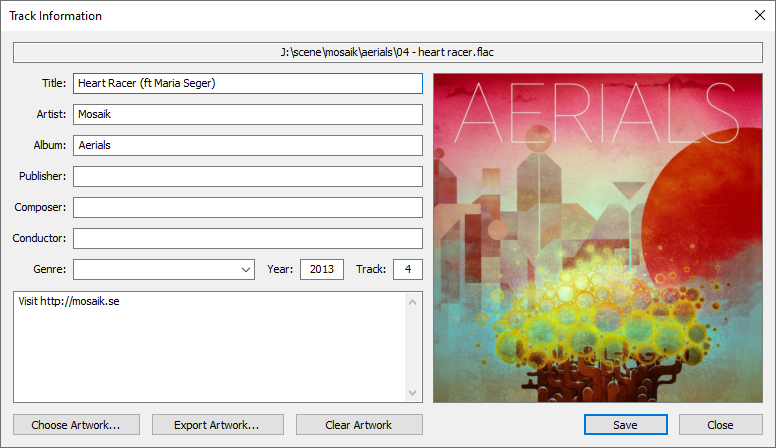 Track Information
J:\scene\mosaik\aerials\04 - heart racer.flac
Title: Heart Racer (ft Maria Seger)
Artist: Mosaik
Album: Aerials
Publisher:
Composer:
Conductor:
Genre: Year: 2013 Track: 4
Visit http://mosaik.se
AERIALS
Choose Artwork... Export Artwork... Clear Artwork Save Close